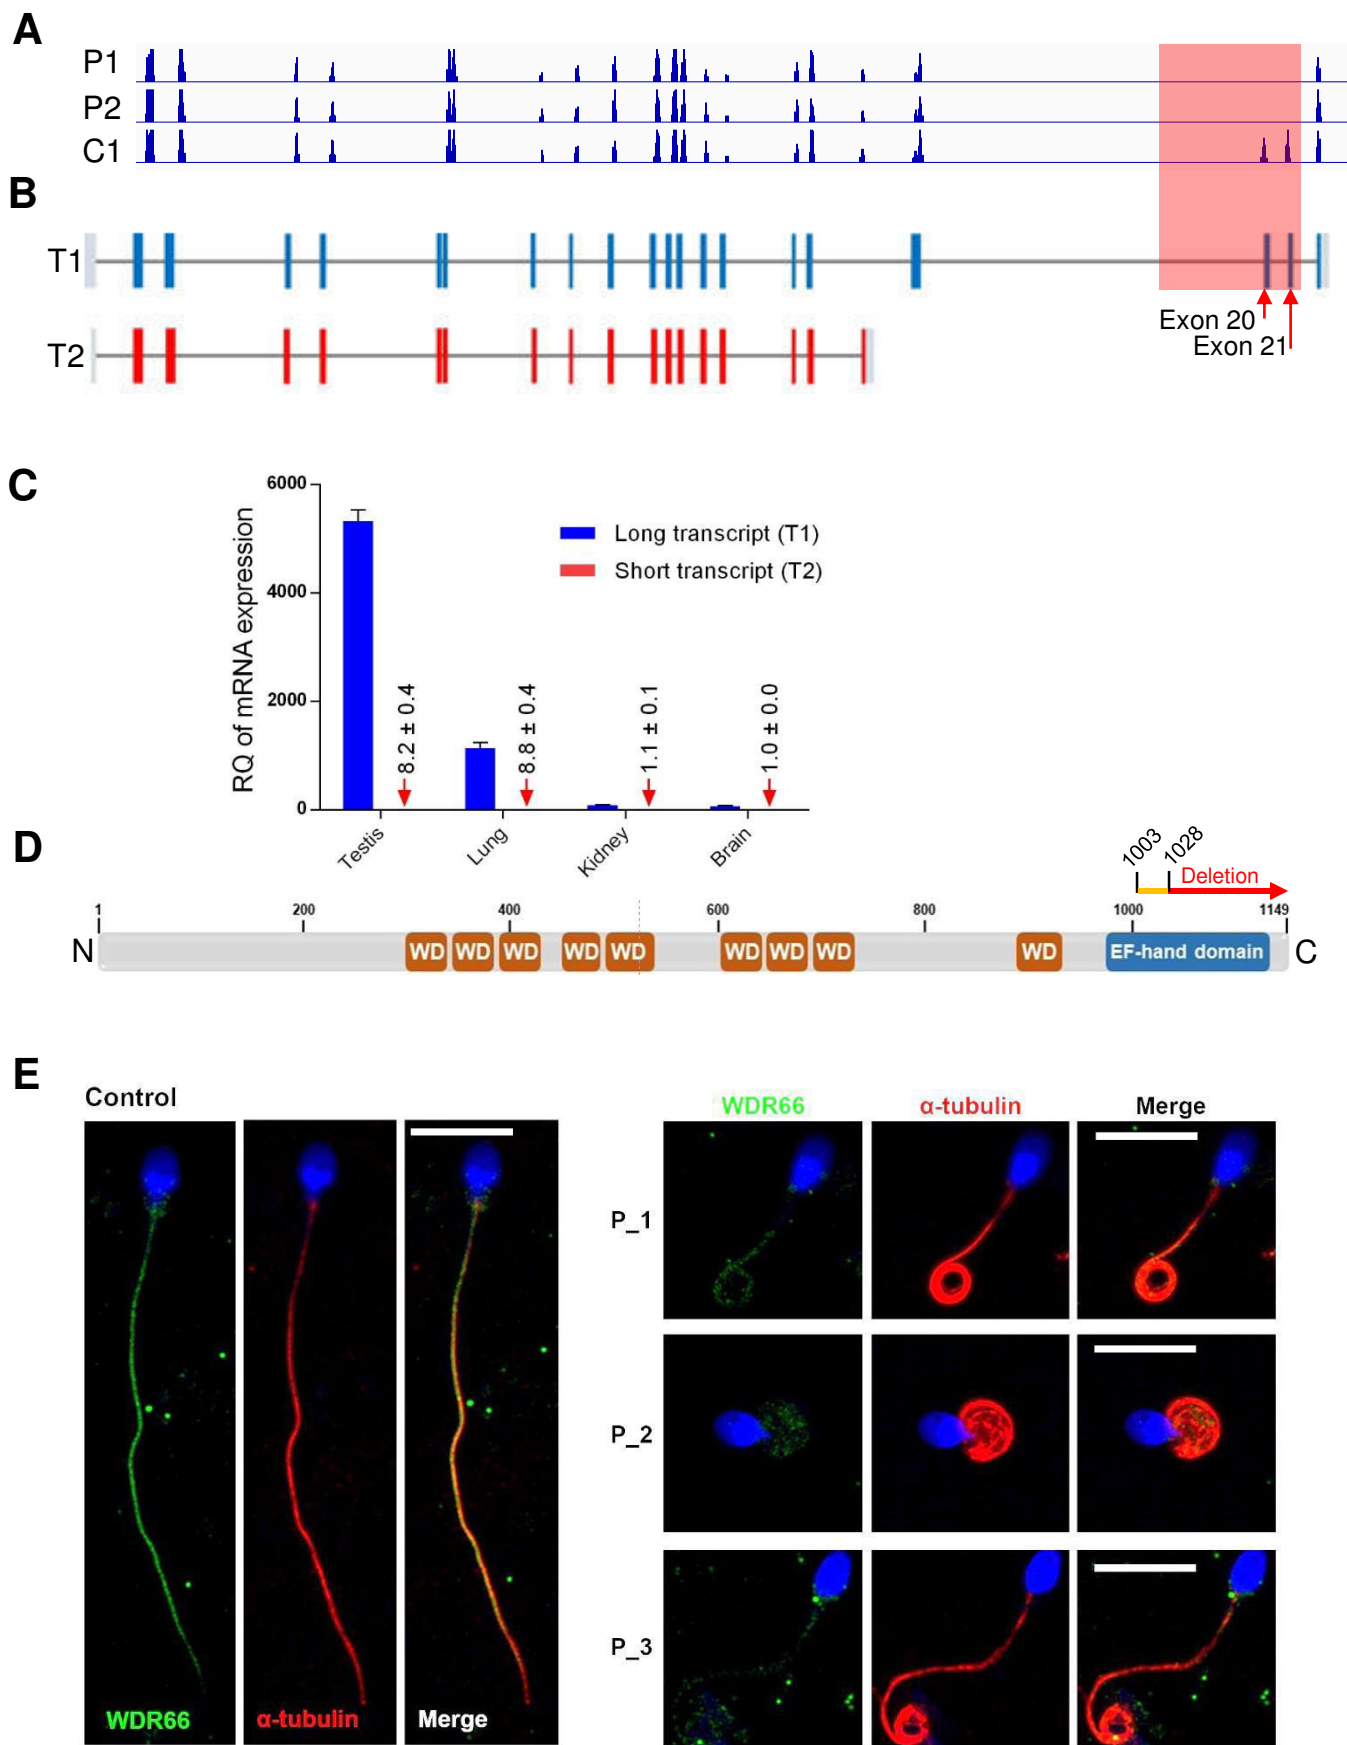 A
P1
P2
C1
B
T1
Exon 20
Exon 21
T2
C
RQ of mRNA expression
6000
4000
2000
0
Long transcript (T1)
Short transcript (T2)
8.2 ± 0.4
8.8 ± 0.4
1.1 ± 0.1
1.0 ± 0.0
Testis
Lung
Kidney
Brain
D
1003
1028
Deletion
1 200 400 600 800 1000 1149
N WD WD WD WD WD WD WD WD WD EF-hand domain C
E
Control
WDR66 α-tubulin Merge
P_1
P_2
P_3
WDR66 α-tubulin Merge